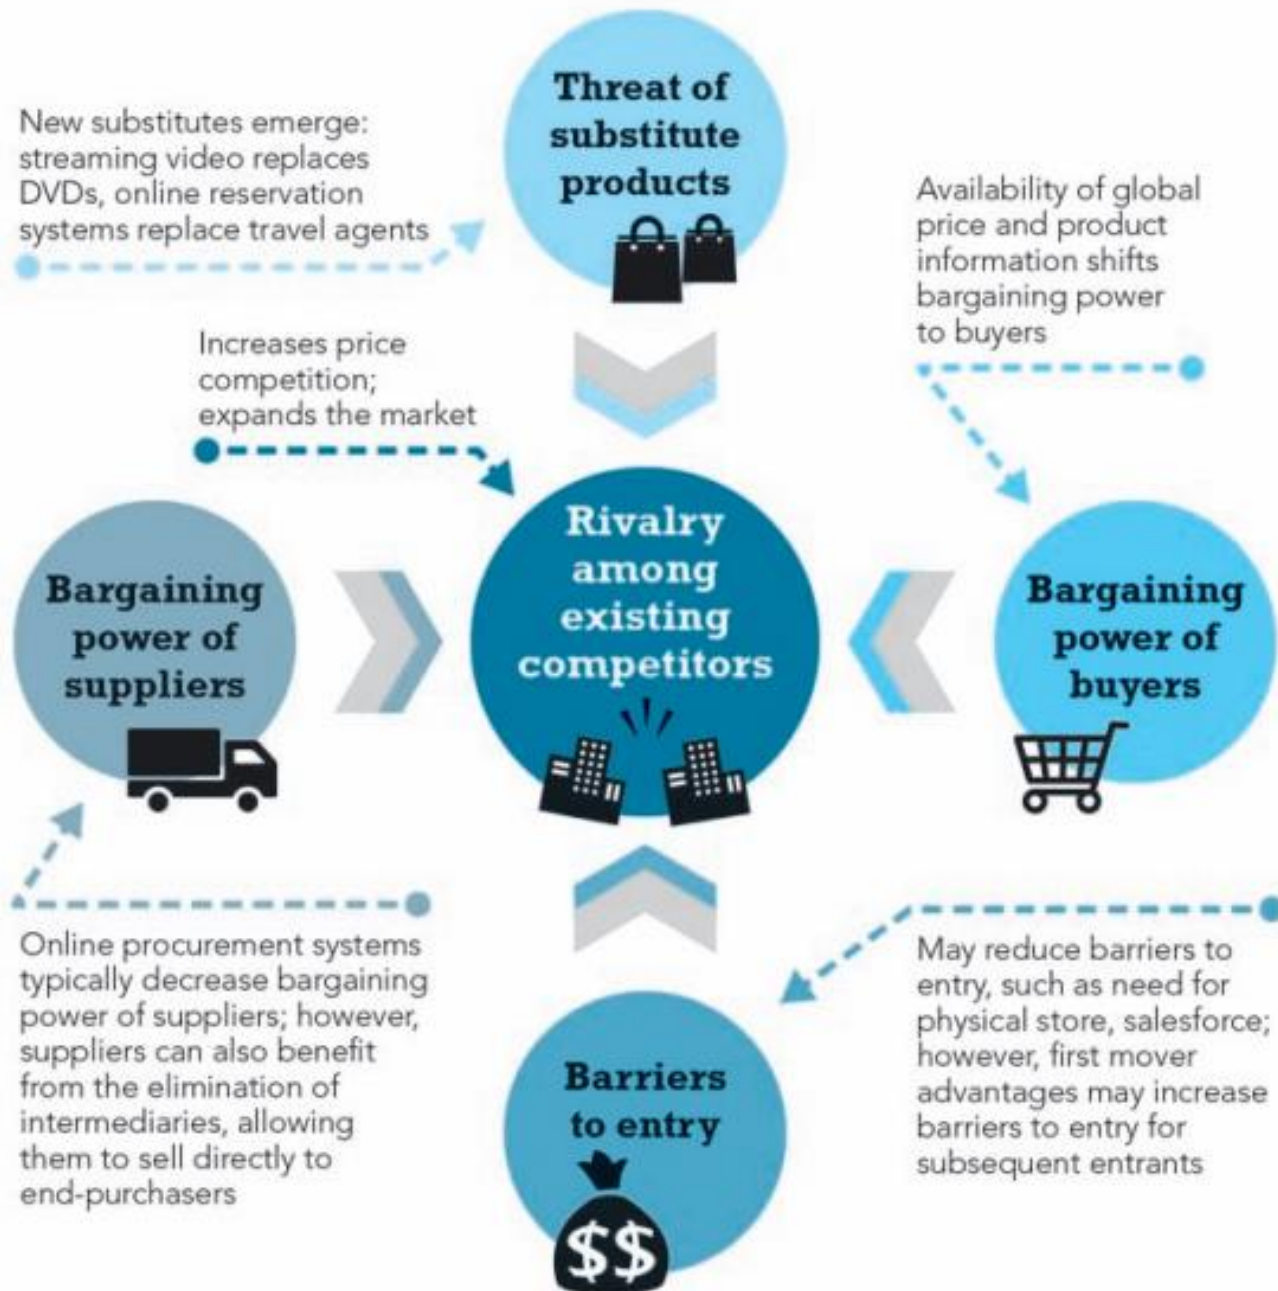 Threat of
substitute
products
New substitutes emerge:
streaming video replaces
DVDs, online reservation
systems replace travel agents
Availability of global
price and product
information shifts
bargaining power
to buyers
Increases price
competition;
expands the market
Rivalry
among
existing
competitors
Bargaining
power of
suppliers
Bargaining
power of
buyers
Online procurement systems
typically decrease bargaining
power of suppliers; however,
suppliers can also benefit
from the elimination of
intermediaries, allowing
them to sell directly to
end-purchasers
May reduce barriers to
entry, such as need for
physical store, salesforce;
however, first mover
advantages may increase
barriers to entry for
subsequent entrants
Barriers
to entry
$$